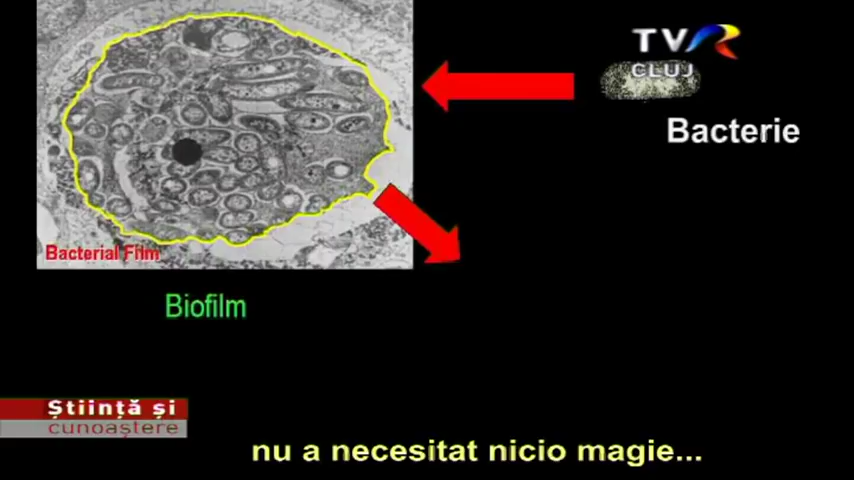 TVR
CLUJ
Bacterie
Bacterial Film
Biofilm
Știință și
cunoaștere
nu a necesitat nicio magie...